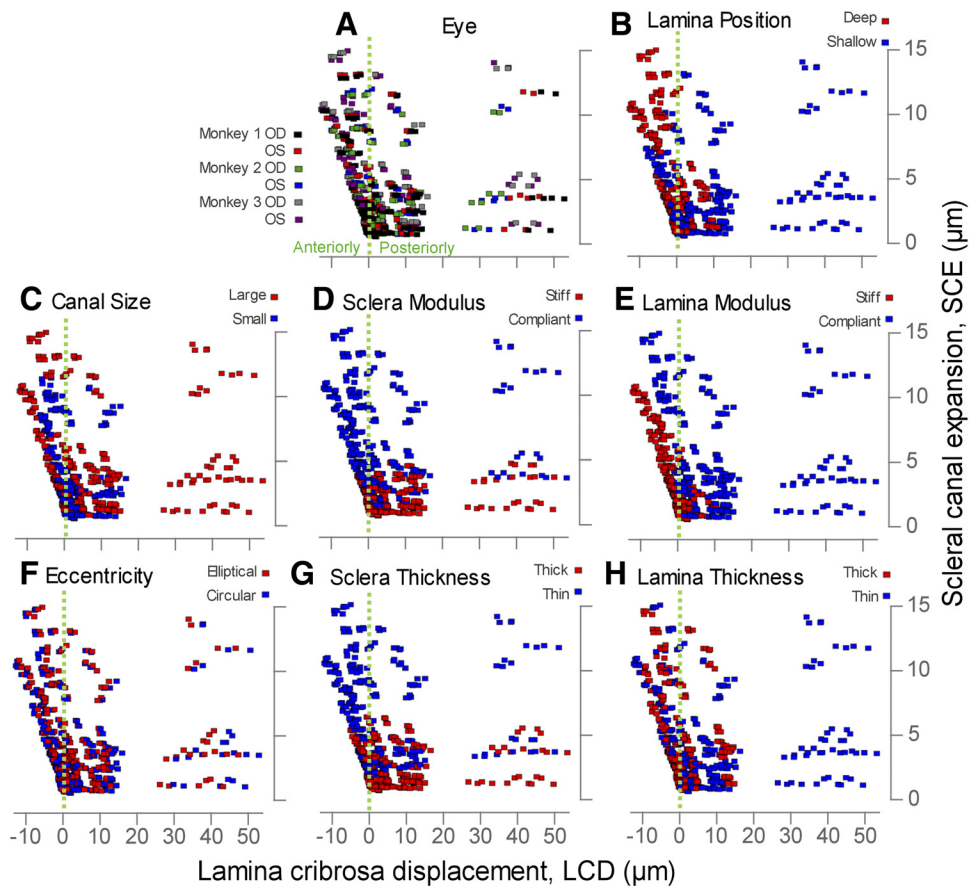 A Eye
Monkey 1 OD
OS
Monkey 2 OD
OS
Monkey 3 OD
OS
Anteriorly Posteriorly
B Lamina Position
Deep
Shallow
15
10
5
0
C Canal Size
Large
Small
D Sclera Modulus
Stiff
Compliant
E Lamina Modulus
Stiff
Compliant
15
10
5
0
F Eccentricity
Elliptical
Circular
-10 0 10 20 30 40 50
G Sclera Thickness
Thick
Thin
-10 0 10 20 30 40 50
H Lamina Thickness
Thick
Thin
15
10
5
0
-10 0 10 20 30 40 50
Lamina cribrosa displacement, LCD (μm)
Scleral canal expansion, SCE (μm)